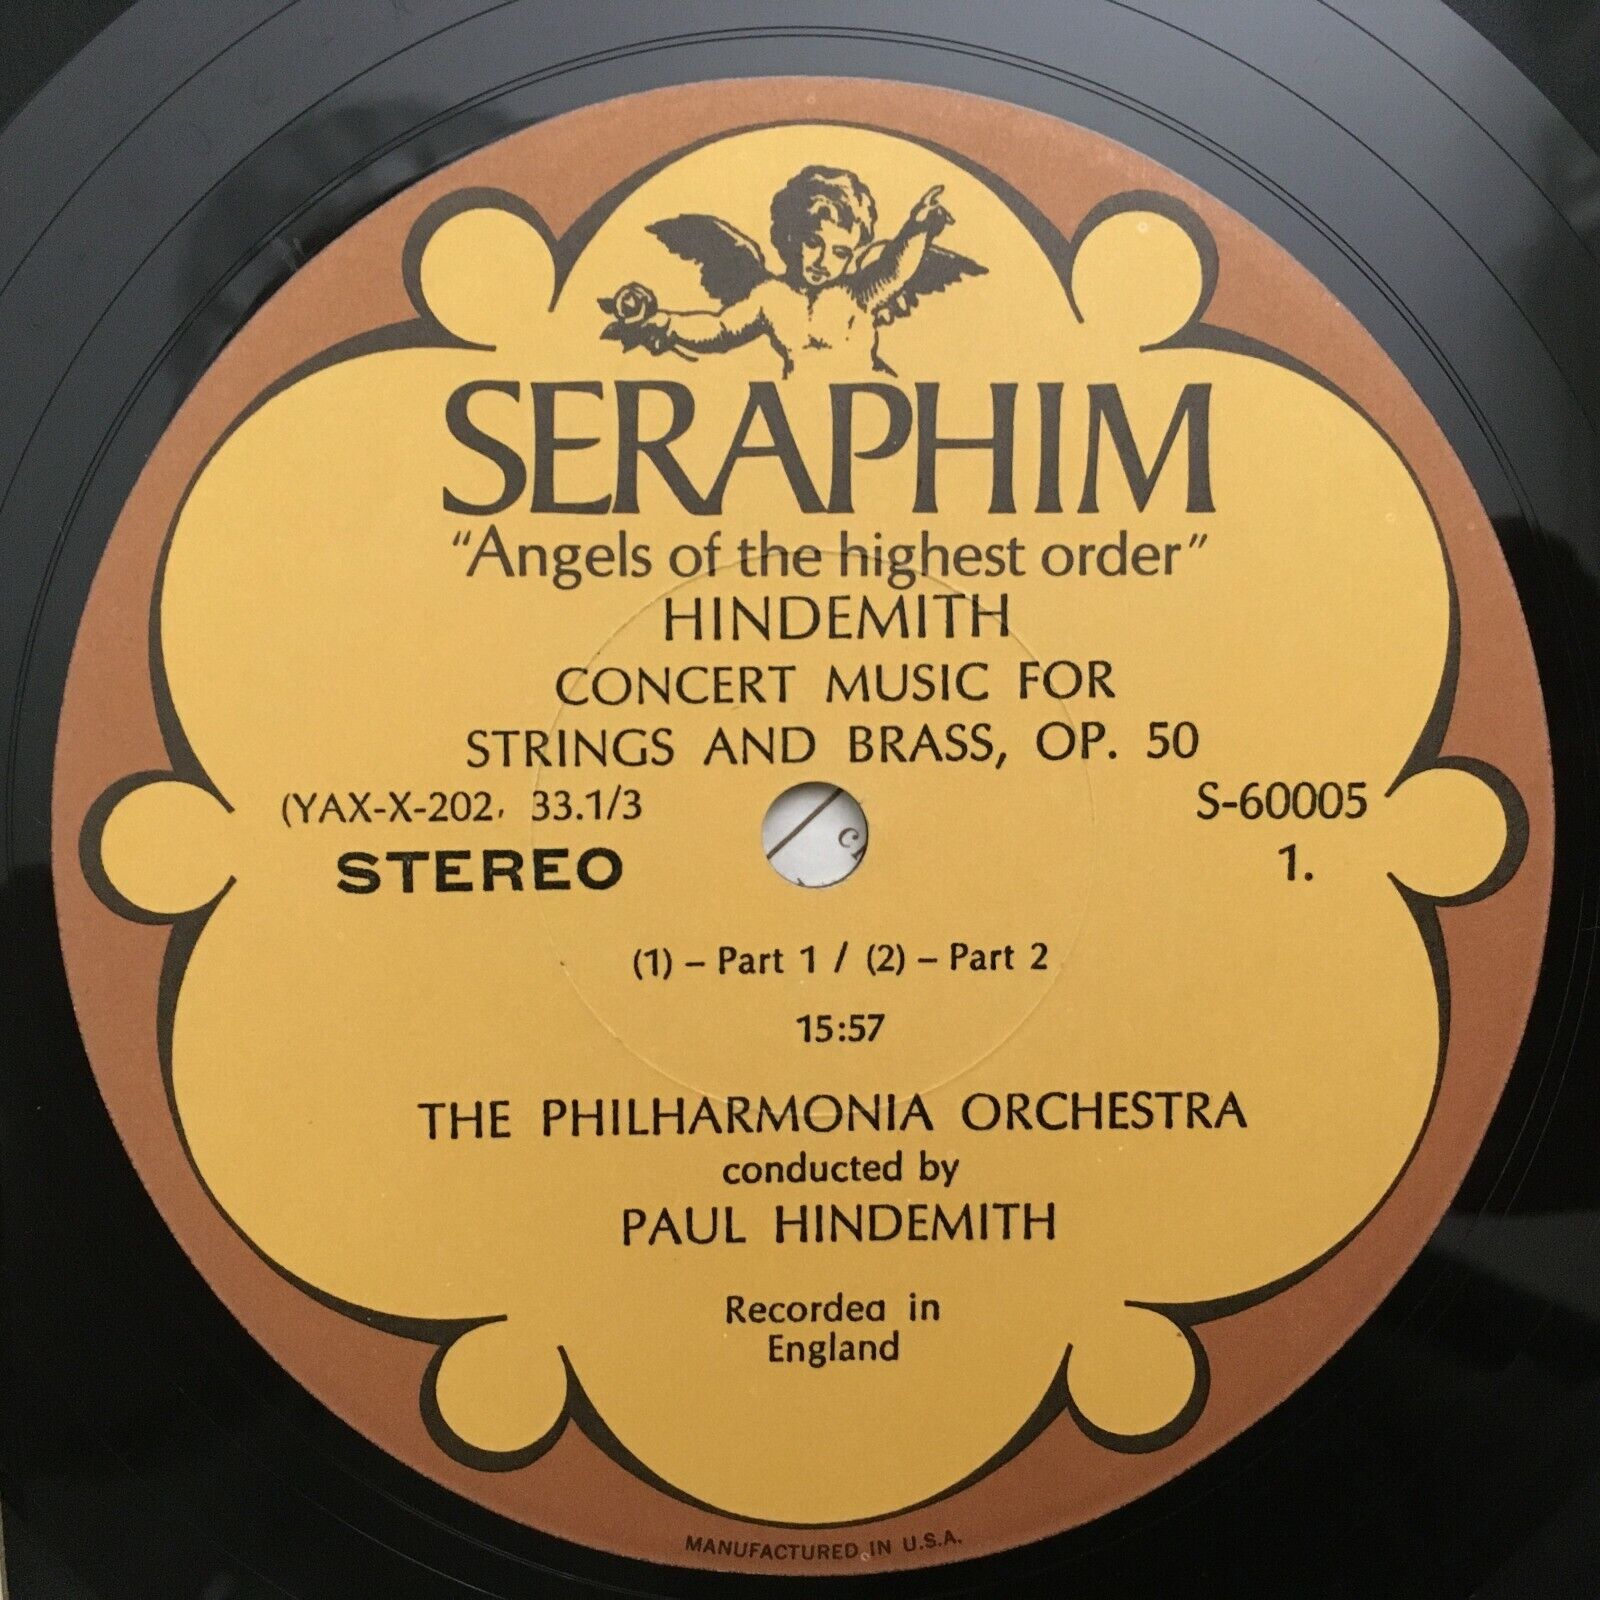 SERAPHIM
“Angels of the highest order”
HINDEMITH
CONCERT MUSIC FOR
STRINGS AND BRASS, OP. 50
(YAX-X-202, 33.1/3
S-60005
STEREO
1.
(1) – Part 1 / (2) – Part 2
15:57
THE PHILHARMONIA ORCHESTRA
conducted by
PAUL HINDEMITH
Recorded in
England
MANUFACTURED IN U.S.A.